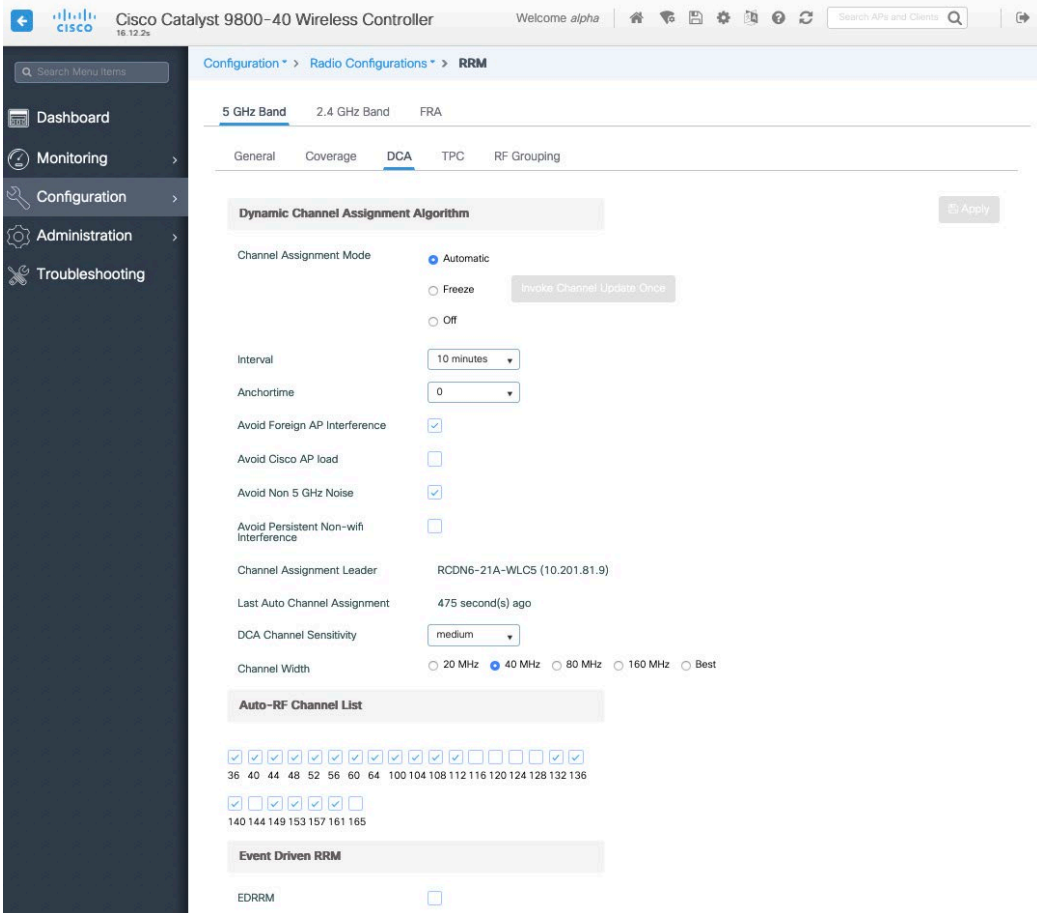 CISCO
Cisco Catalyst 9800-40 Wireless Controller
16.12.2s
Welcome alpha
Search APs and Clients
Search Menu Items
Dashboard
Monitoring
Configuration
Administration
Troubleshooting
Configuration > Radio Configurations > RRM
5 GHz Band 2.4 GHz Band FRA
General Coverage DCA TPC RF Grouping
Dynamic Channel Assignment Algorithm
Apply
Channel Assignment Mode
Automatic
Freeze
Invoke Channel Update Once
Off
Interval 10 minutes
Anchortime 0
Avoid Foreign AP Interference
Avoid Cisco AP load
Avoid Non 5 GHz Noise
Avoid Persistent Non-wifi
Interference
Channel Assignment Leader RCDN6-21A-WLC5 (10.201.81.9)
Last Auto Channel Assignment 475 second(s) ago
DCA Channel Sensitivity medium
Channel Width 20 MHz 40 MHz 80 MHz 160 MHz Best
Auto-RF Channel List
36 40 44 48 52 56 60 64 100 104 108 112 116 120 124 128 132 136
140 144 149 153 157 161 165
Event Driven RRM
EDRRM